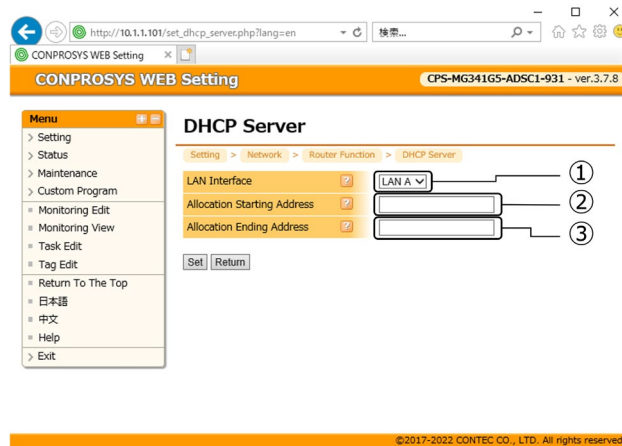 http://10.1.1.101/set_dhcp_server.php?lang=en
検索...
CONPROSYS WEB Setting
CONPROSYS WEB Setting
CPS-MG341G5-ADSC1-931 - ver.3.7.8
Menu
> Setting
> Status
> Maintenance
> Custom Program
Monitoring Edit
Monitoring View
Task Edit
Tag Edit
Return To The Top
日本語
中文
Help
> Exit
DHCP Server
Setting > Network > Router Function > DHCP Server
LAN Interface ? LAN A ①
Allocation Starting Address ? ②
Allocation Ending Address ? ③
Set Return
©2017-2022 CONTEC CO., LTD. All rights reserved